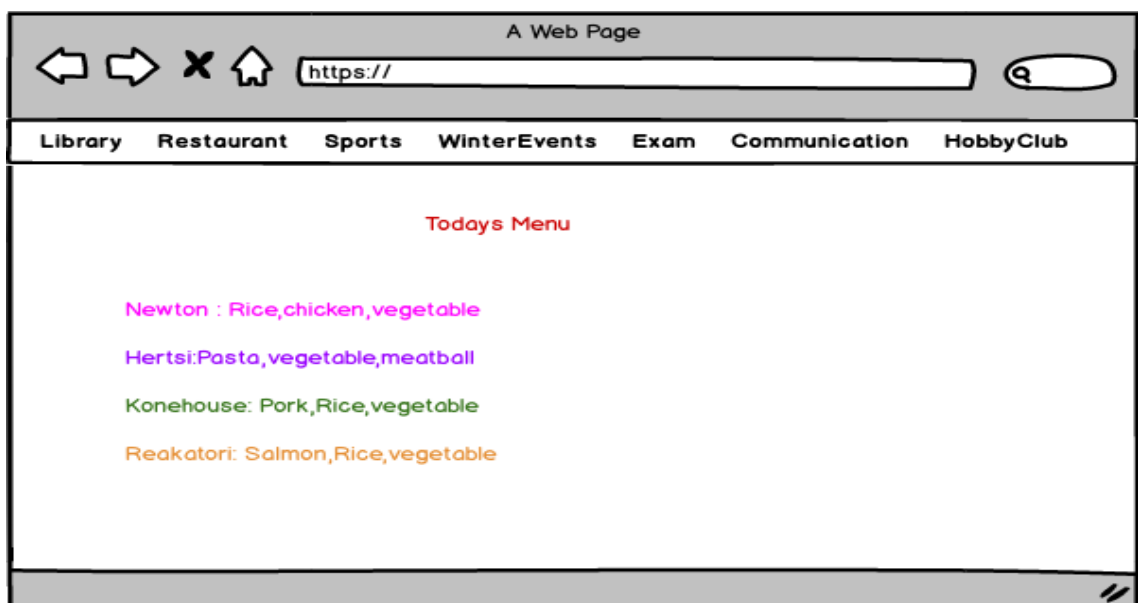 A Web Page
https://
Library Restaurant Sports WinterEvents Exam Communication HobbyClub
Todays Menu
Newton : Rice,chicken,vegetable
Hertsi:Pasta,vegetable,meatball
Konehouse: Pork,Rice,vegetable
Reakatori: Salmon,Rice,vegetable